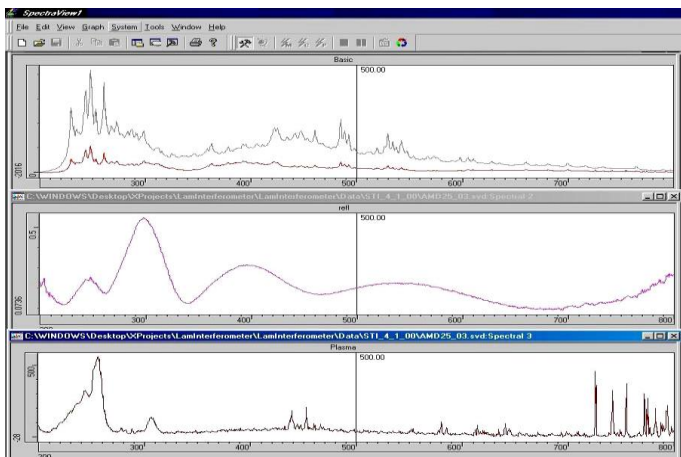 SpectraView1
File Edit View Graph System Tools Window Help
Basic
500.00
-2016 0
300 400 500 600 700 800
C:\WINDOWS\Desktop\XProjects\LamInterferometer\LamInterferometer\Data\STI_4_1_00\AMD25_03.svd:Spectral 2
refl
500.00
0.5
0.0736
300 400 500 600 700 800
C:\WINDOWS\Desktop\XProjects\LamInterferometer\LamInterferometer\Data\STI_4_1_00\AMD25_03.svd:Spectral 3
Plasma
500.00
500
-28
300 400 500 600 700 800